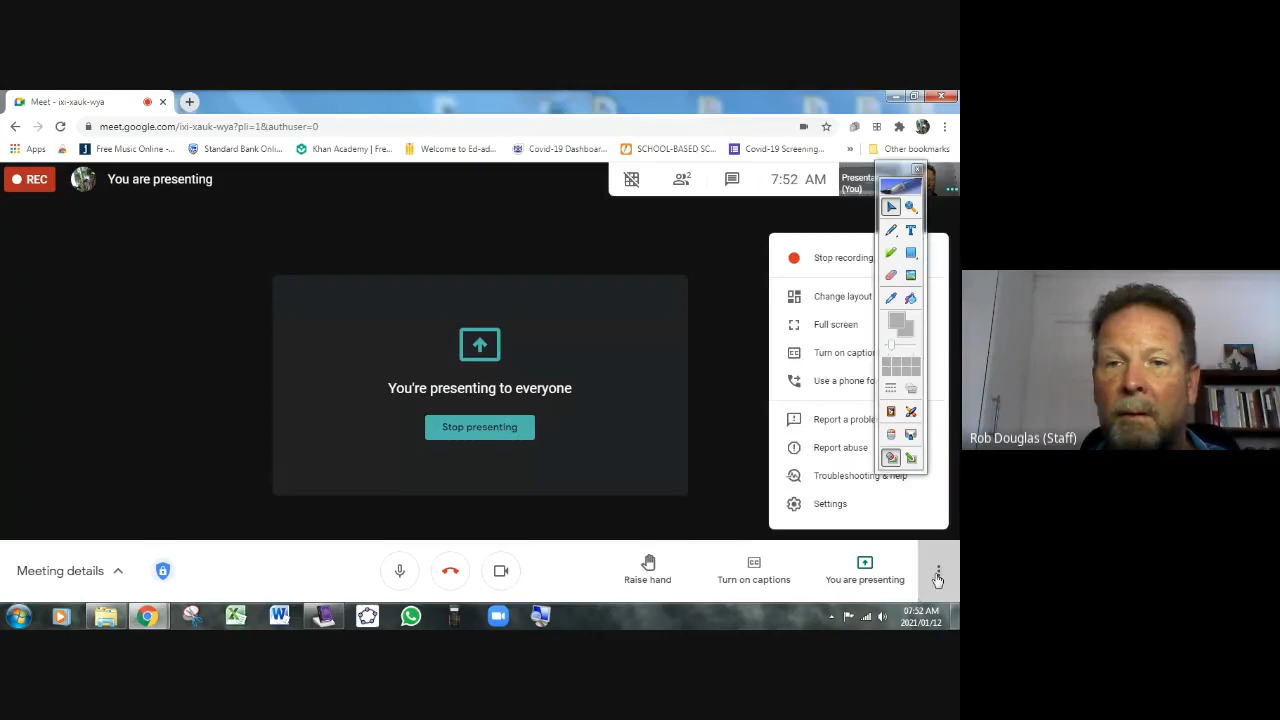 Meet - ixi-xauk-wya
meet.google.com/ixi-xauk-wya?pli=1&authuser=0
Apps Free Music Online -... Standard Bank Onl... Khan Academy | Fre... Welcome to Ed-ad... Covid-19 Dashboar... SCHOOL-BASED SC... Covid-19 Screening... » Other bookmarks
REC You are presenting 2 7:52 AM
(You)
Stop recording
Change layout
Full screen
Turn on captio
Use a phone fo
Report a proble
Report abuse
Troubleshooting & help
Settings
T
You're presenting to everyone
Stop presenting
Rob Douglas (Staff)
Meeting details Raise hand Turn on captions You are presenting
07:52 AM
2021/01/12